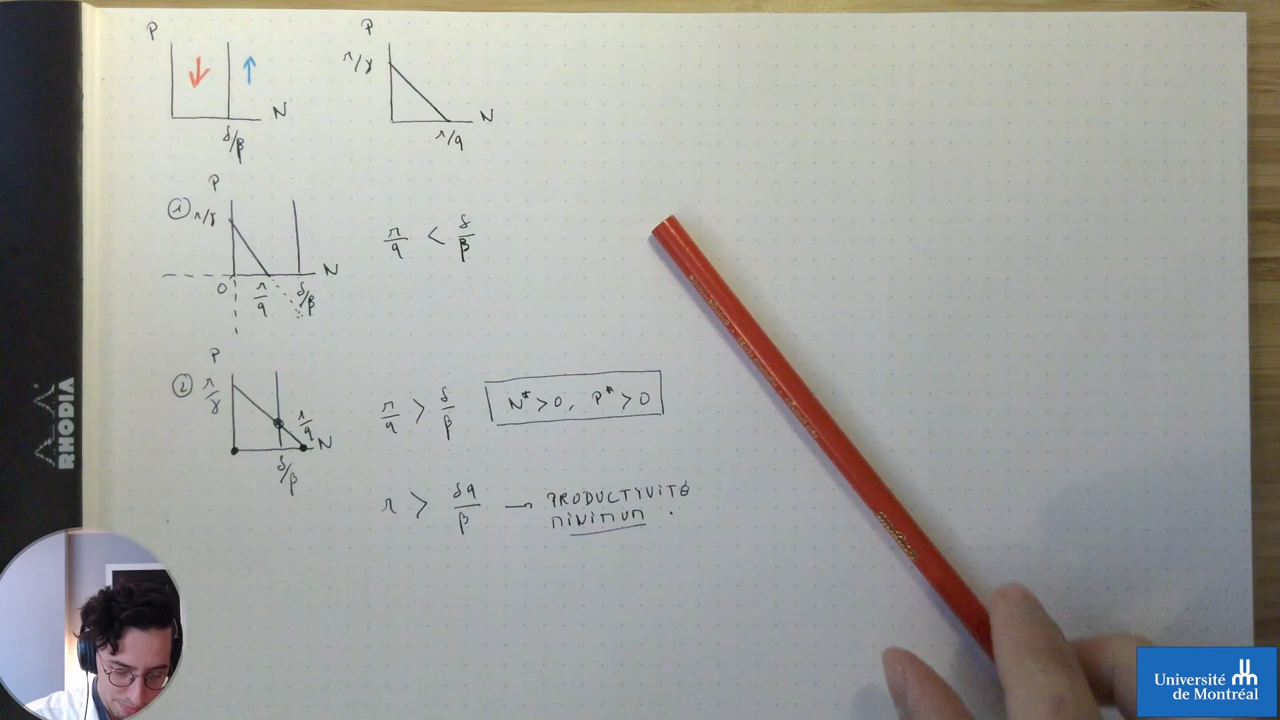 P
P
r/γ
N
N
δ/β
r/q
P
① r/γ
r/q < δ/β
N
0
r/q
δ/β
P
② r/γ
r/q
N
δ/β
r/q > δ/β
N* > 0, P* > 0
r > δq/β → PRODUCTIVITÉ
MINIMUM.
RHODIA
Université
de Montréal